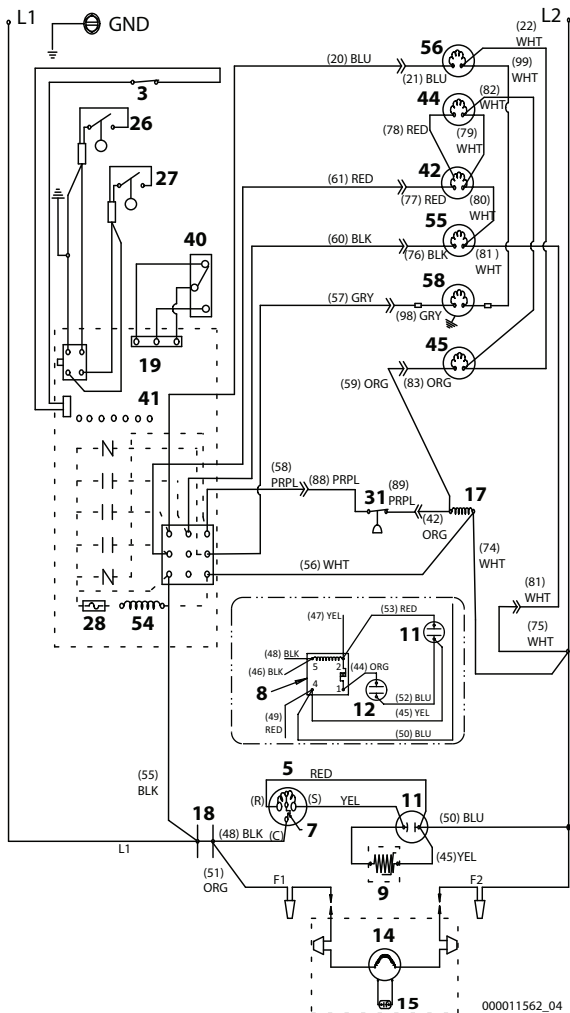 L1
GND
L2
(22)
WHT
(20) BLU
56
(21) BLU
(99)
WHT
3
44
(82)
WHT
26
(78) RED
(79)
WHT
42
27
(61) RED
(77) RED
(80)
WHT
55
40
(60) BLK
(76) BLK
(81)
WHT
58
(57) GRY
(98) GRY
19
45
(59) ORG
(83) ORG
41
(58)
PRPL
(88) PRPL
31
(89)
PRPL
17
(42)
ORG
(74)
WHT
(56) WHT
(81)
WHT
28
54
(75)
WHT
(47) YEL
(53) RED
11
(48) BLK
(46) BLK
5
2
(44) ORG
8
4
1
12
(52) BLU
(49)
RED
(45) YEL
(50) BLU
(55)
BLK
5
RED
(R)
(S)
YEL
11
18
7
(50) BLU
(48) BLK
(C)
L1
(45)YEL
(51)
ORG
9
F1
F2
14
15
000011562_04